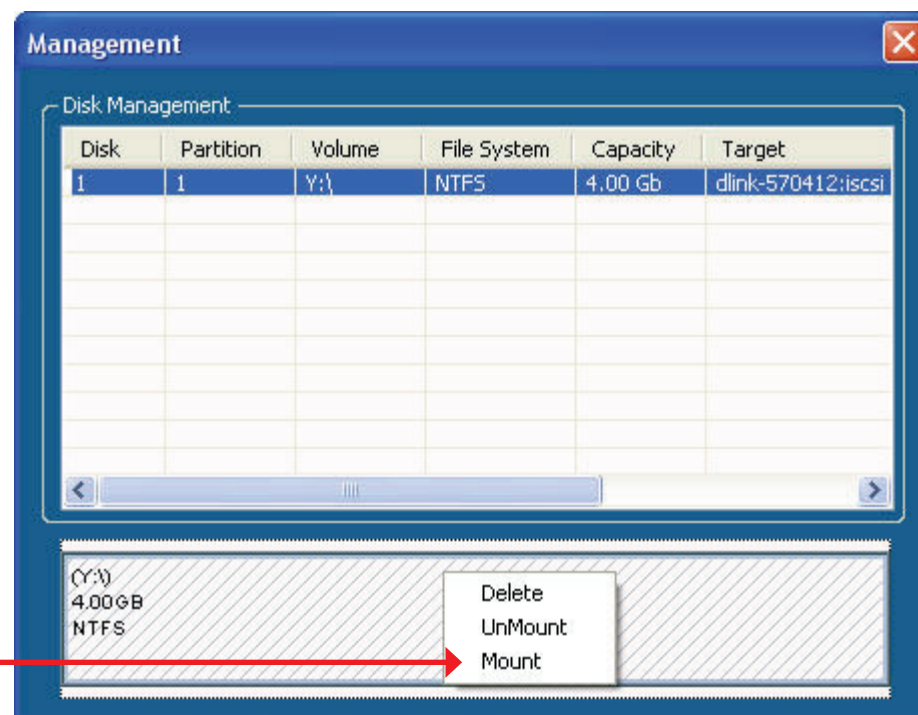 Management
Disk Management
Disk Partition Volume File System Capacity Target
1 1 Y:\ NTFS 4.00 Gb dlink-570412:iscsi
(Y:\)
4.00GB
NTFS
Delete
UnMount
Mount